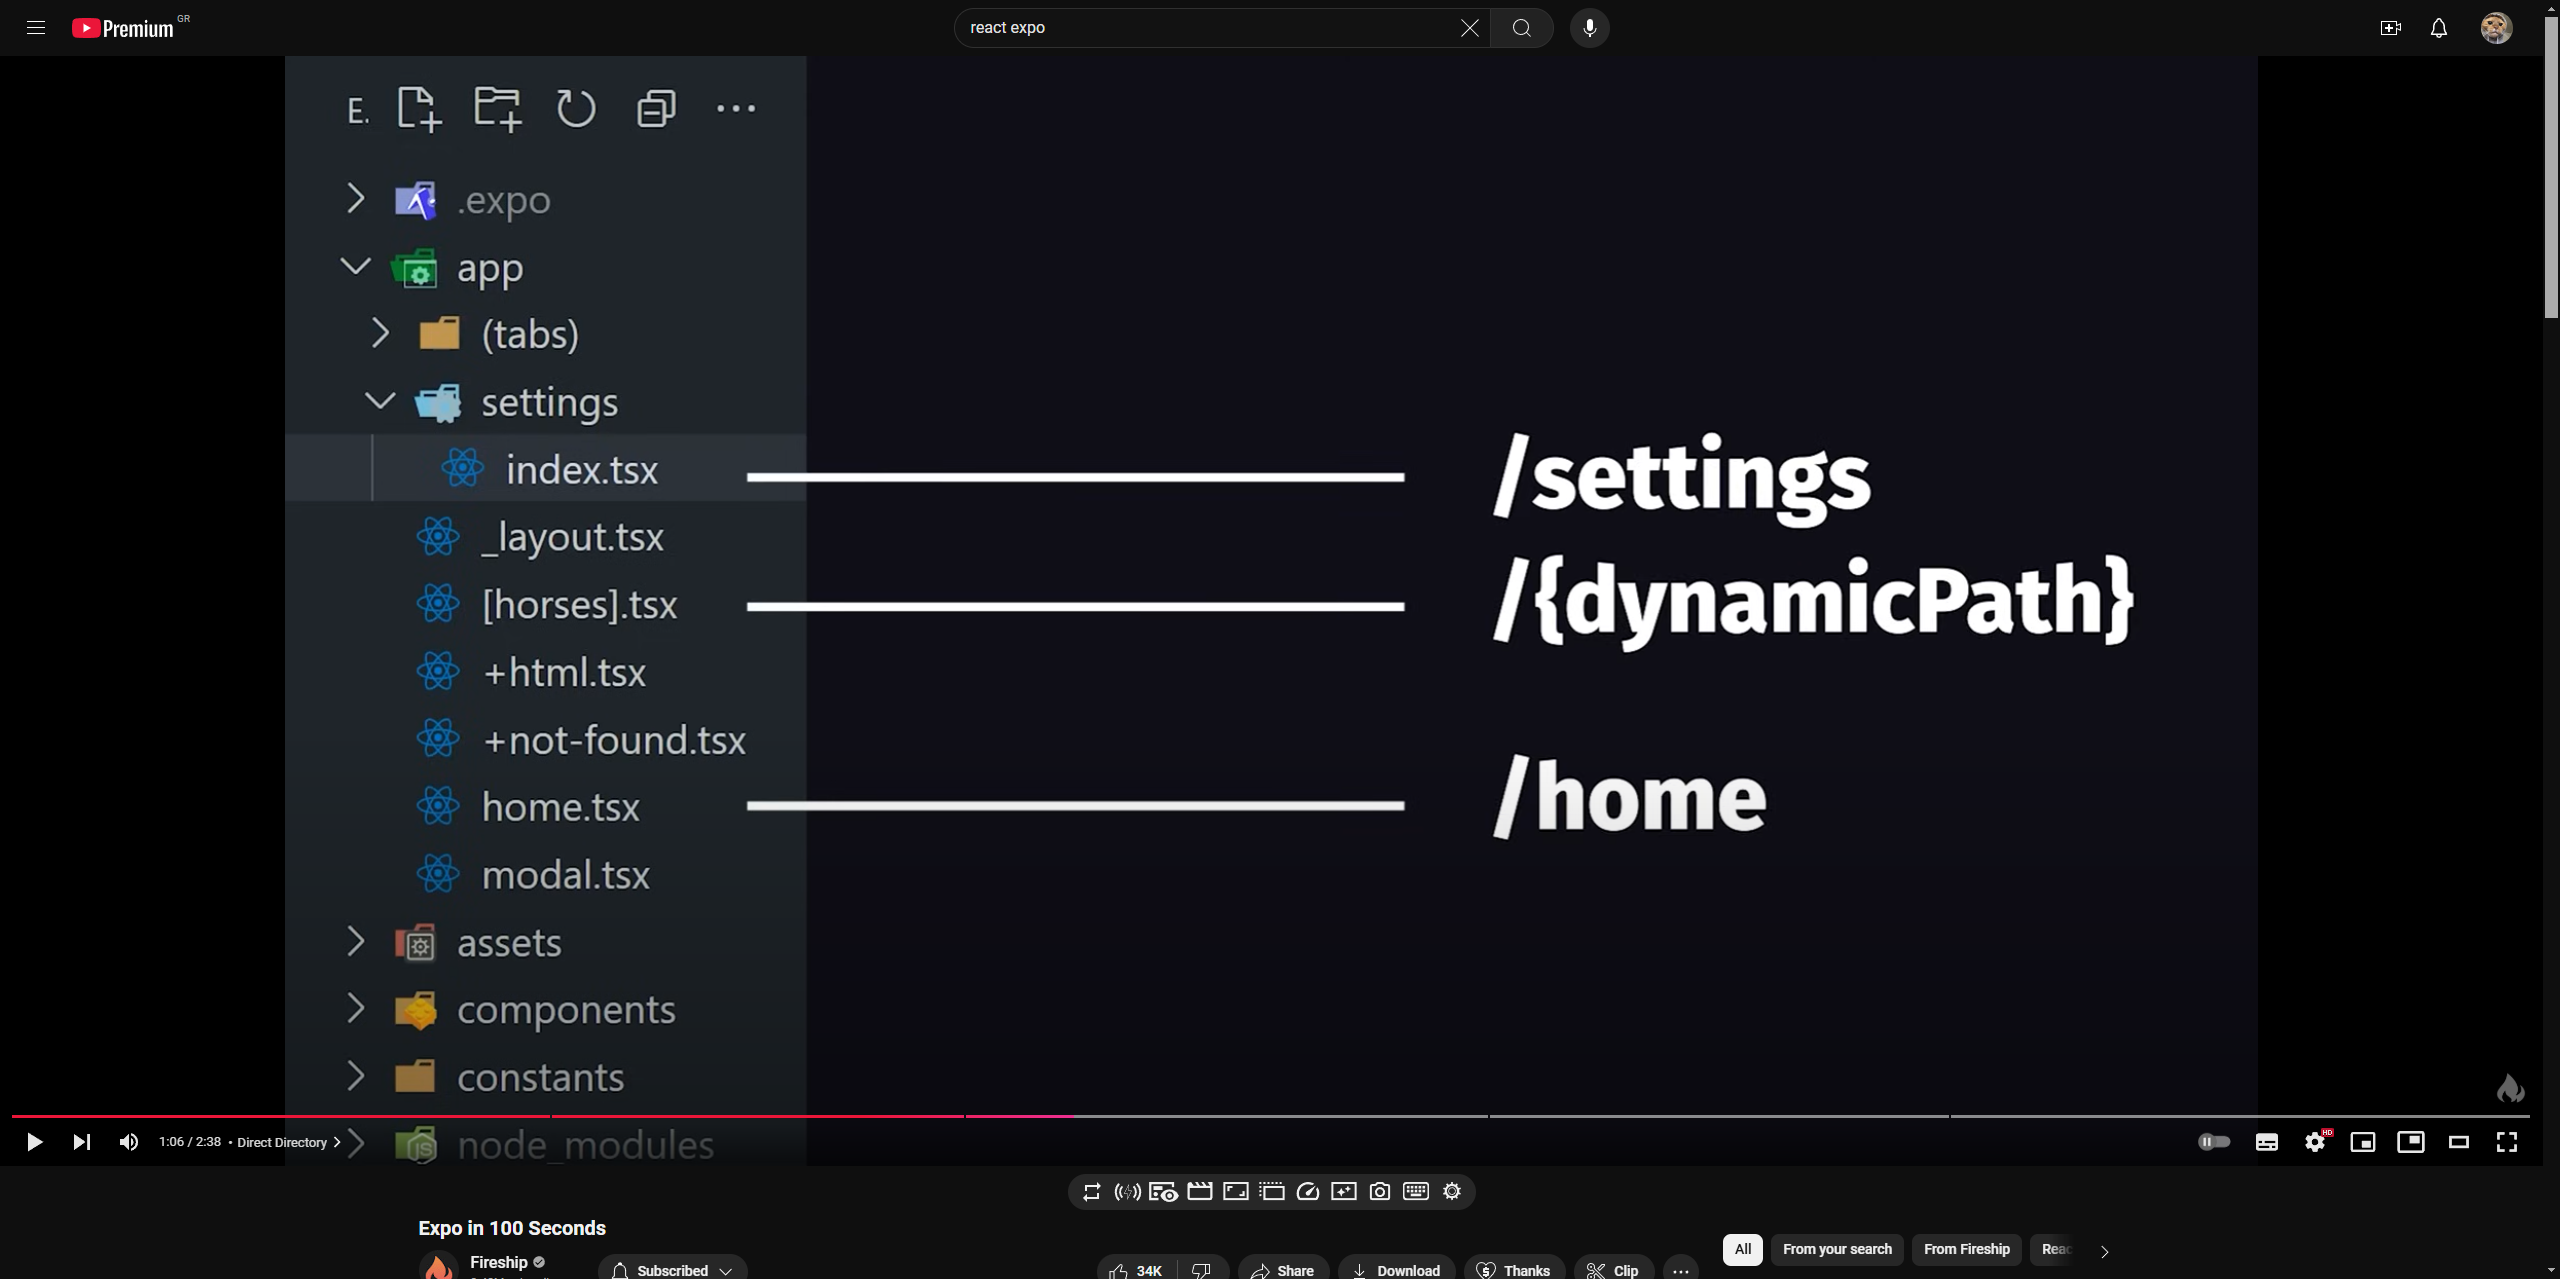 Premium GR
react expo
E.
.expo
app
(tabs)
settings
index.tsx
/settings
_layout.tsx
[horses].tsx
/{dynamicPath}
+html.tsx
+not-found.tsx
home.tsx
/home
modal.tsx
assets
components
constants
node_modules
1:06 / 2:38 • Direct Directory
HD
Expo in 100 Seconds
Fireship
Subscribed
34K
Share
Download
Thanks
Clip
All
From your search
From Fireship